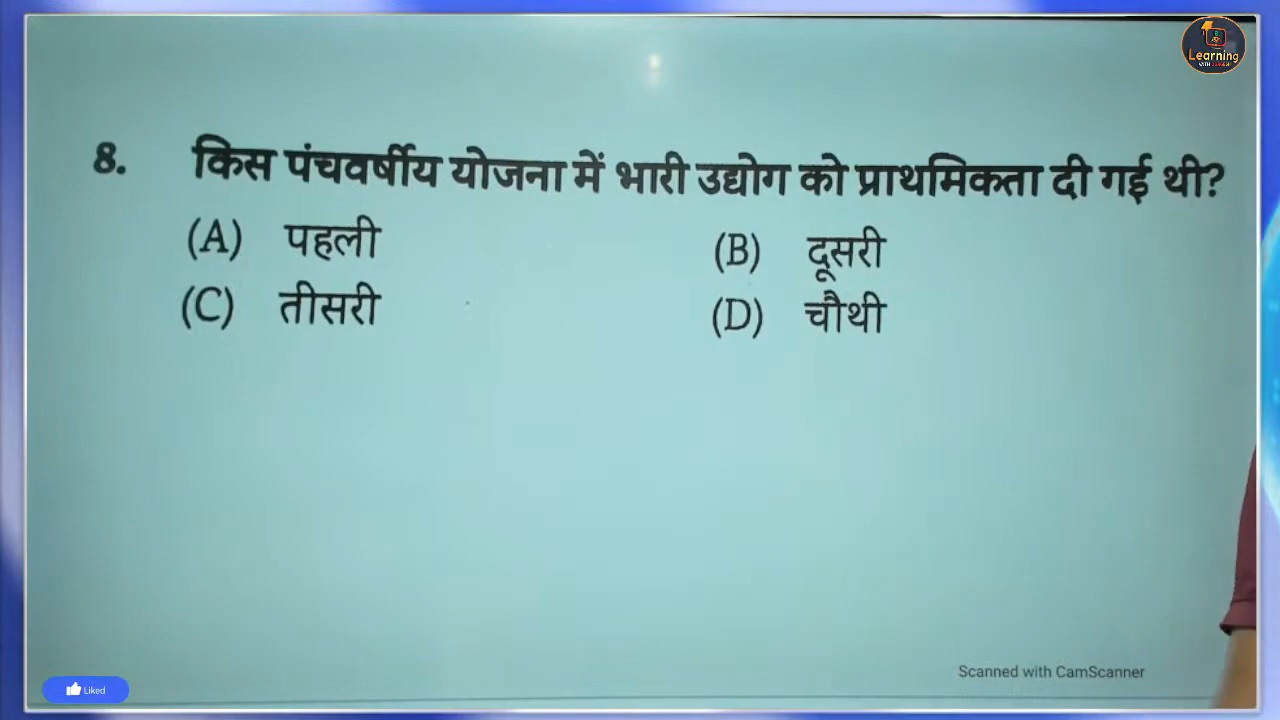 Learning
8. किस पंचवर्षीय योजना में भारी उद्योग को प्राथमिकता दी गई थी?
(A) पहली (B) दूसरी
(C) तीसरी (D) चौथी
Scanned with CamScanner
Liked